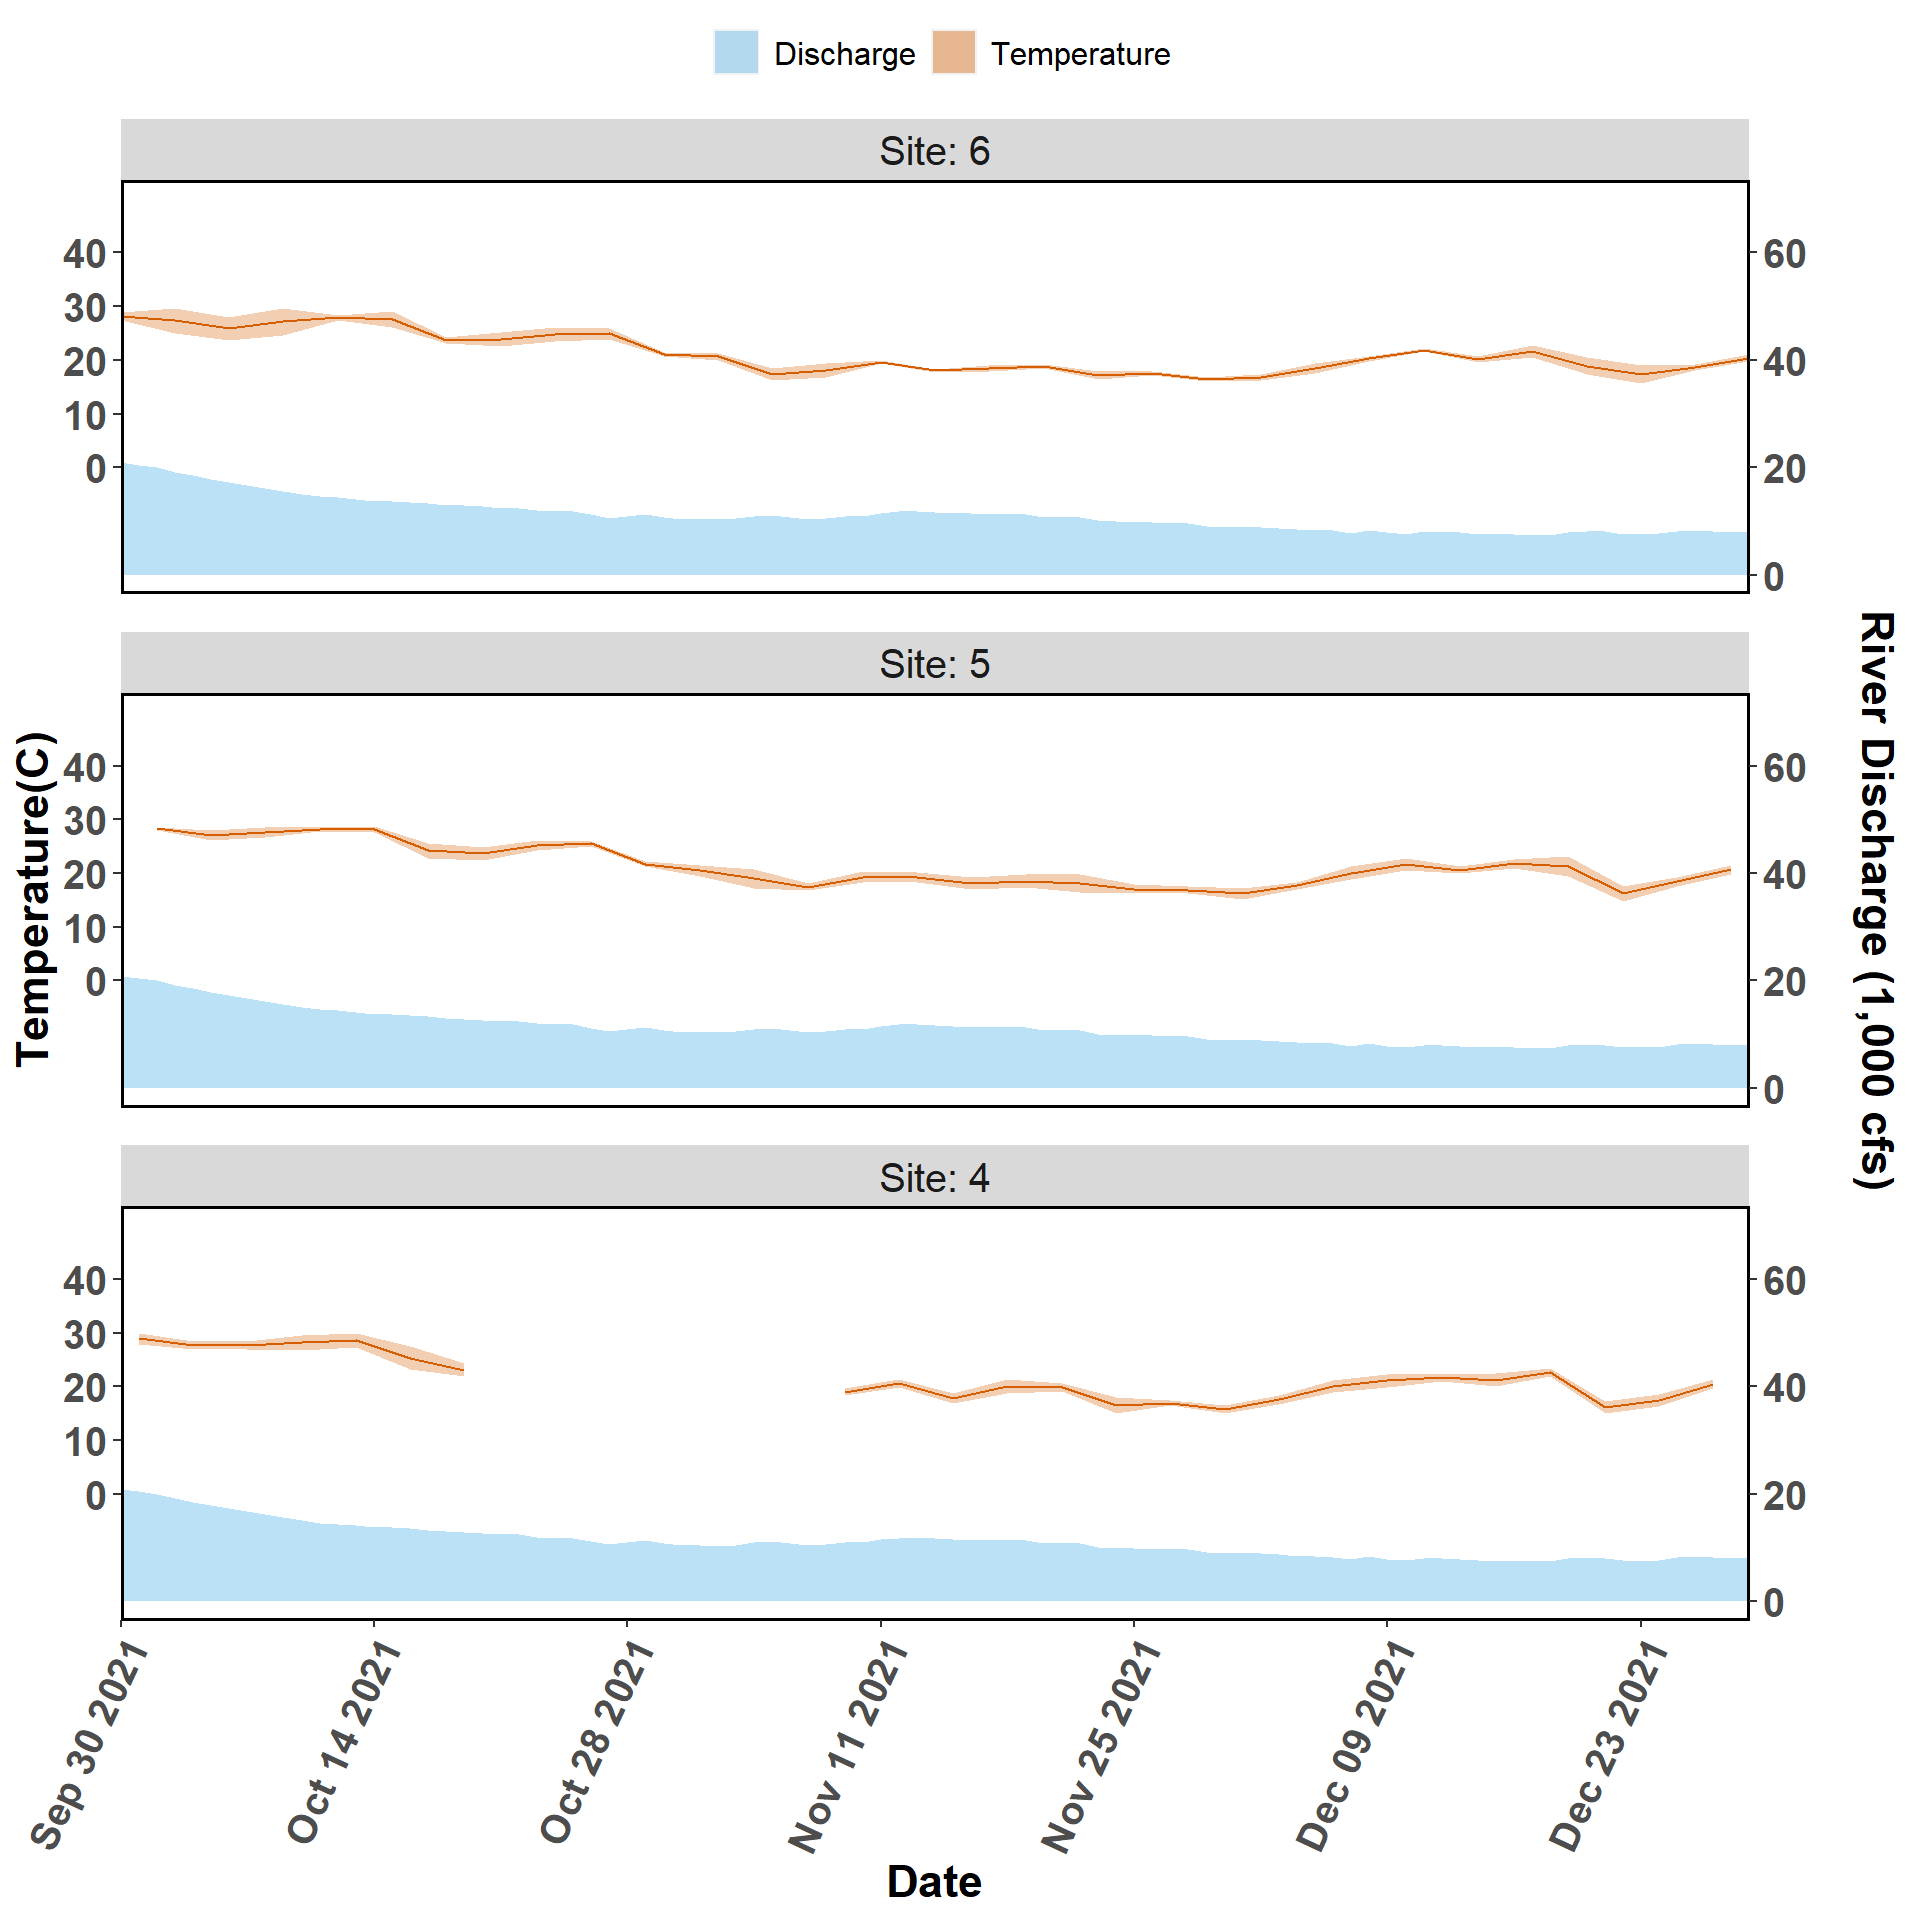 Discharge Temperature
Site: 6
40
30
20
10
0
60
40
20
0
Site: 5
40
30
20
10
0
60
40
20
0
Site: 4
40
30
20
10
0
60
40
20
0
Temperature(C)
River Discharge (1,000 cfs)
Sep 30 2021
Oct 14 2021
Oct 28 2021
Nov 11 2021
Nov 25 2021
Dec 09 2021
Dec 23 2021
Date